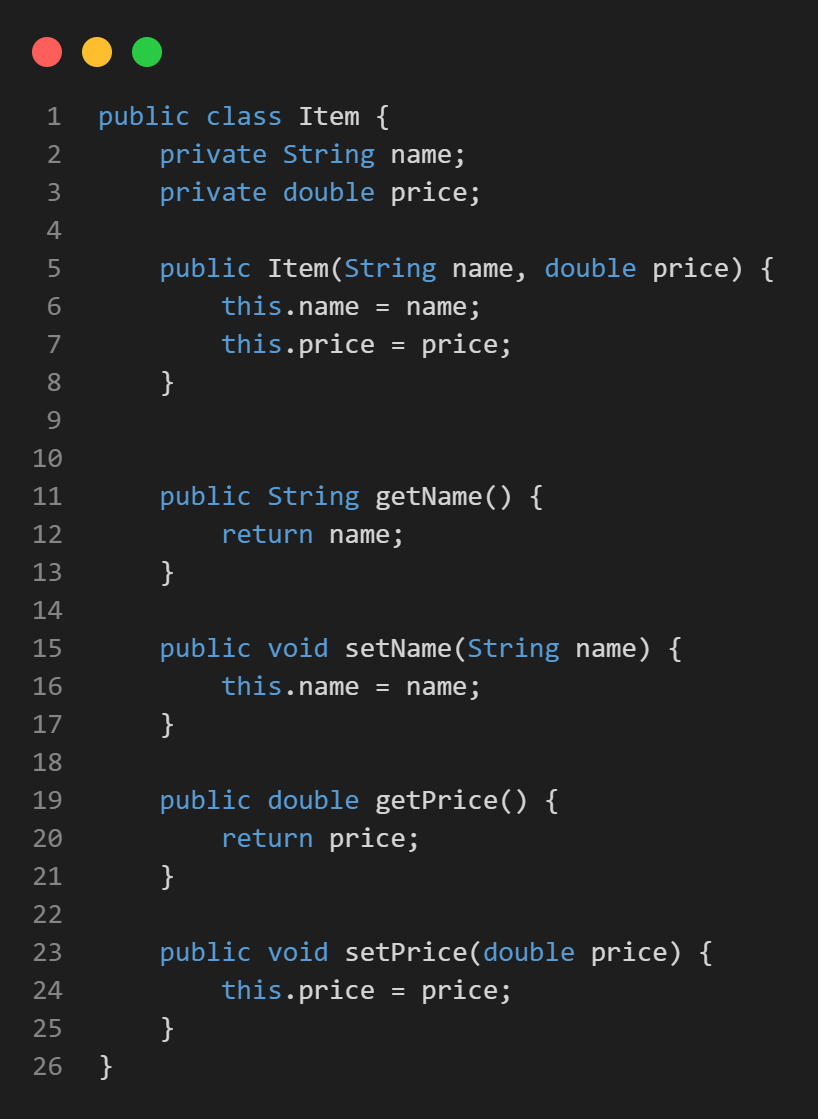 1 public class Item {
2     private String name;
3     private double price;
4
5     public Item(String name, double price) {
6         this.name = name;
7         this.price = price;
8     }
9
10
11     public String getName() {
12         return name;
13     }
14
15     public void setName(String name) {
16         this.name = name;
17     }
18
19     public double getPrice() {
20         return price;
21     }
22
23     public void setPrice(double price) {
24         this.price = price;
25     }
26 }